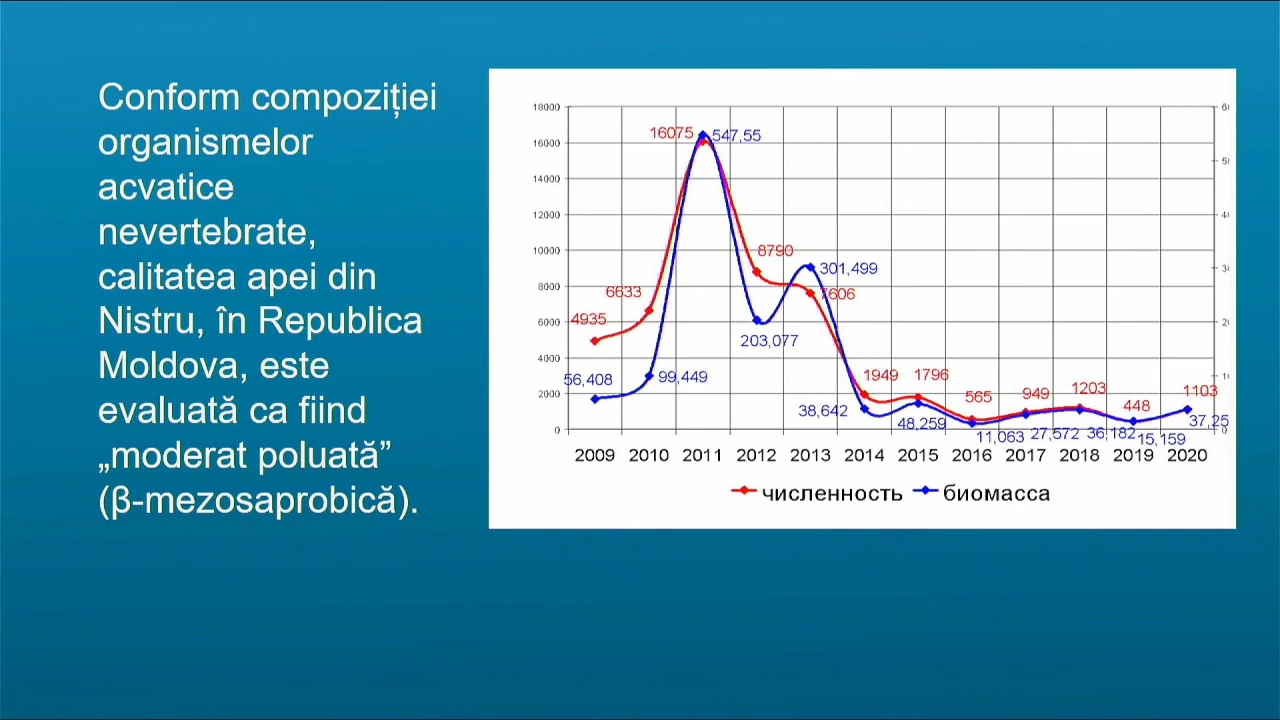 Conform compoziției
organismelor
acvatice
nevertebrate,
calitatea apei din
Nistru, în Republica
Moldova, este
evaluată ca fiind
„moderat poluată”
(β-mezosaprobică).
18000
16000
14000
12000
10000
8000
6000
4000
2000
0
4935
6633
16075
8790
7606
1949
1796
565
949
1203
448
1103
56,408
99,449
547,55
203,077
301,499
38,642
48,259
11,063
27,572
36,182
15,159
37,25
0
2009 2010 2011 2012 2013 2014 2015 2016 2017 2018 2019 2020
численность биомасса